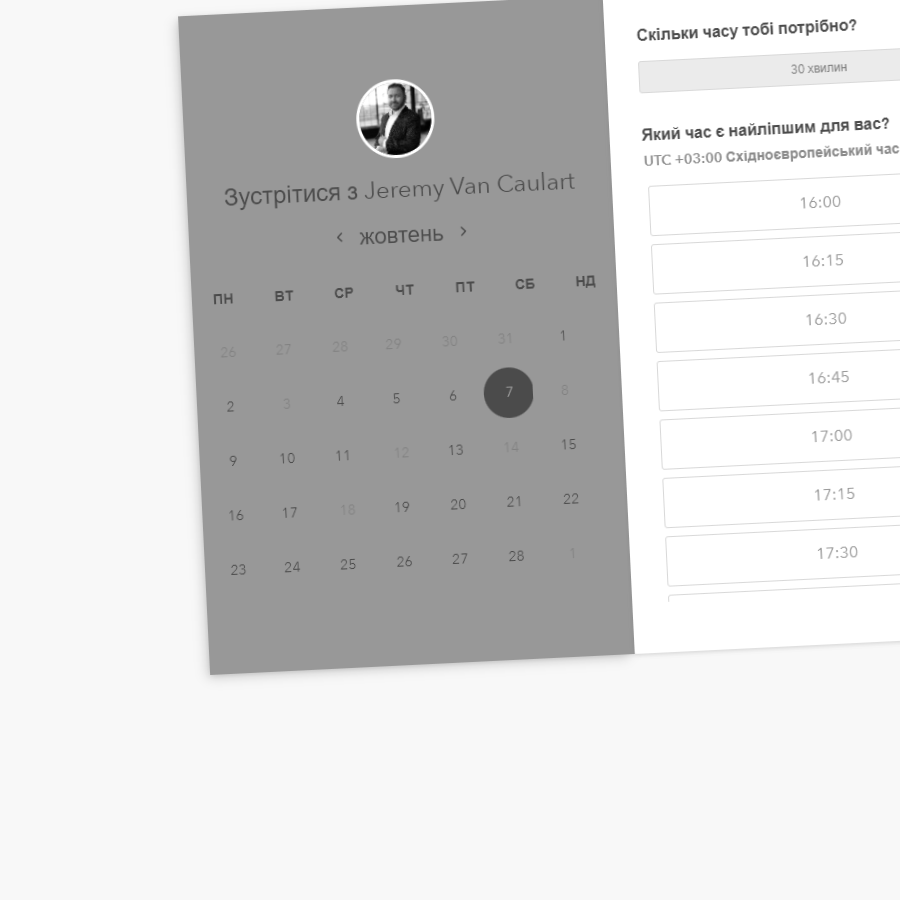 Зустрітися з Jeremy Van Caulart
‹ жовтень ›
ПН ВТ СР ЧТ ПТ СБ НД
26 27 28 29 30 31 1
2 3 4 5 6 7 8
9 10 11 12 13 14 15
16 17 18 19 20 21 22
23 24 25 26 27 28 1
Скільки часу тобі потрібно?
30 хвилин
Який час є найліпшим для вас?
UTC +03:00 Східноєвропейський час
16:00
16:15
16:30
16:45
17:00
17:15
17:30